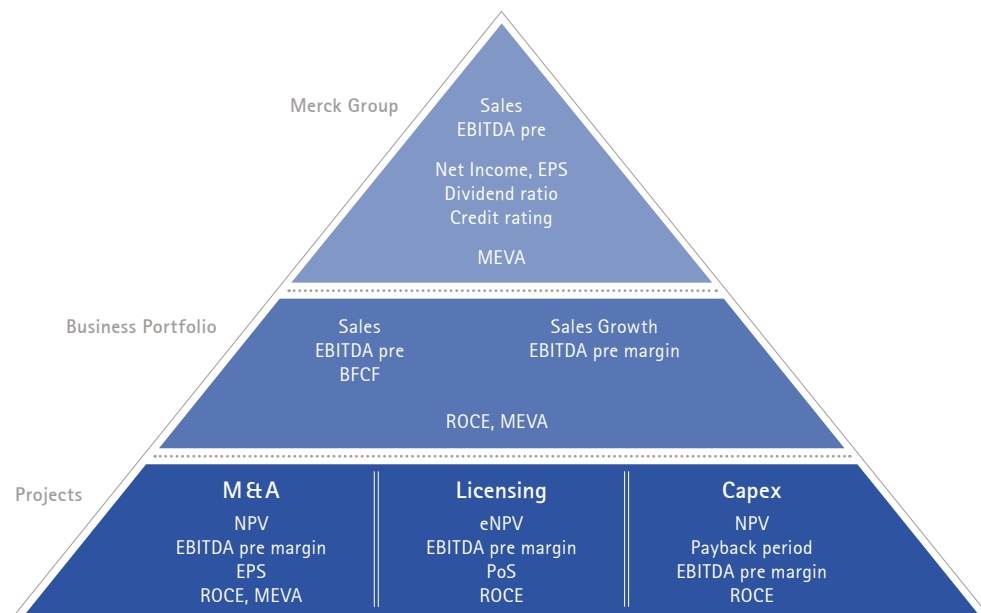 Merck Group
Sales
EBITDA pre
Net Income, EPS
Dividend ratio
Credit rating
MEVA
Business Portfolio
Sales
EBITDA pre
BFCF
Sales Growth
EBITDA pre margin
ROCE, MEVA
Projects
M & A
NPV
EBITDA pre margin
EPS
ROCE, MEVA
Licensing
eNPV
EBITDA pre margin
PoS
ROCE
Capex
NPV
Payback period
EBITDA pre margin
ROCE